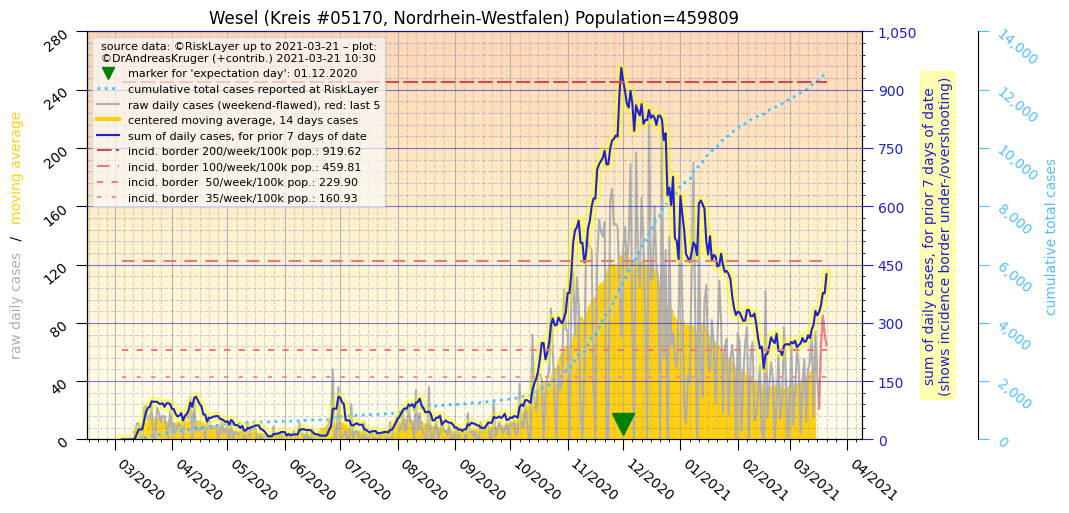 Wesel (Kreis #05170, Nordrhein-Westfalen) Population=459809
source data: ©RiskLayer up to 2021-03-21 – plot:
©DrAndreasKruger (+contrib.) 2021-03-21 10:30
marker for 'expectation day': 01.12.2020
cumulative total cases reported at RiskLayer
raw daily cases (weekend-flawed), red: last 5
centered moving average, 14 days cases
sum of daily cases, for prior 7 days of date
incid. border 200/week/100k pop.: 919.62
incid. border 100/week/100k pop.: 459.81
incid. border  50/week/100k pop.: 229.90
incid. border  35/week/100k pop.: 160.93
raw daily cases / moving average
280
240
200
160
120
80
40
0
03/2020
04/2020
05/2020
06/2020
07/2020
08/2020
09/2020
10/2020
11/2020
12/2020
01/2021
02/2021
03/2021
04/2021
1,050
900
750
600
450
300
150
0
sum of daily cases, for prior 7 days of date
(shows incidence border under-/overshooting)
14,000
12,000
10,000
8,000
6,000
4,000
2,000
0
cumulative total cases